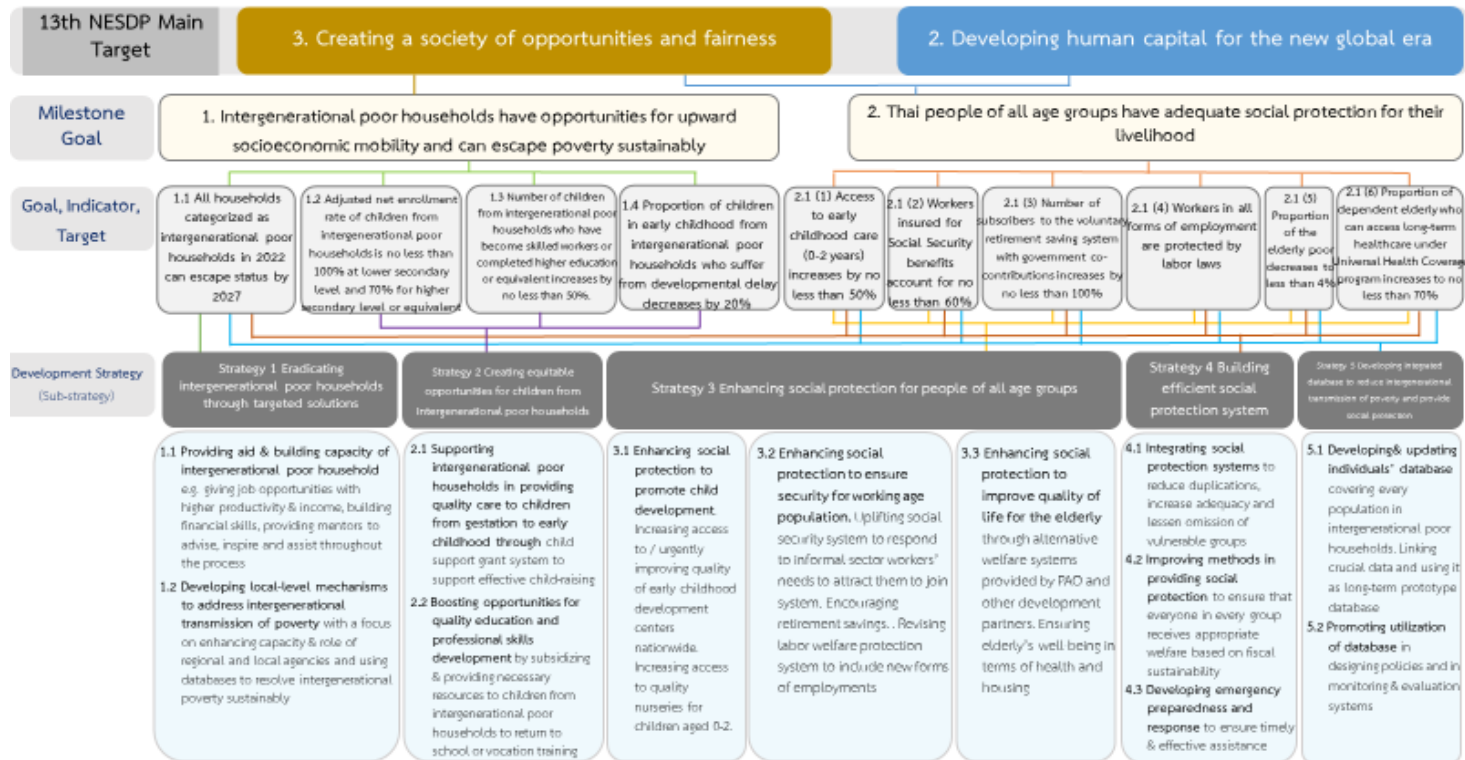 13th NESDP Main
Target
3. Creating a society of opportunities and fairness
2. Developing human capital for the new global era
Milestone
Goal
1. Intergenerational poor households have opportunities for upward
socioeconomic mobility and can escape poverty sustainably
2. Thai people of all age groups have adequate social protection for their
livelihood
Goal, Indicator,
Target
1.1 All households
categorized as
intergenerational poor
households in 2022
can escape status by
2027
1.2 Adjusted net enrollment
rate of children from
intergenerational poor
households is no less than
100% at lower secondary
level and 70% for higher
secondary level or equivalent
1.3 Number of children
from intergenerational poor
households who have
become skilled workers or
completed higher education
or equivalent increases by
no less than 50%.
1.4 Proportion of children
in early childhood from
intergenerational poor
households who suffer
from developmental delay
decreases by 20%
2.1 (1) Access
to early
childhood care
(0-2 years)
increases by no
less than 50%
2.1 (2) Workers
insured for
Social Security
benefits
account for no
less than 60%
2.1 (3) Number of
subscribers to the voluntary
retirement saving system
with government co-
contributions increases by
no less than 100%
2.1 (4) Workers in all
forms of employment
are protected by
labor laws
2.1 (5)
Proportion
of the
elderly poor
decreases to
less than 4%
2.1 (6) Proportion of
dependent elderly who
can access long-term
healthcare under
Universal Health Coverage
program increases to no
less than 70%
Development Strategy
(Sub-strategy)
Strategy 1 Eradicating
intergenerational poor households
through targeted solutions
Strategy 2 Creating equitable
opportunities for children from
intergenerational poor households
Strategy 3 Enhancing social protection for people of all age groups
Strategy 4 Building
efficient social
protection system
Strategy 5 Developing integrated
database to reduce intergenerational
transmission of poverty and provide
social protection
1.1 Providing aid & building capacity of
intergenerational poor household
e.g. giving job opportunities with
higher productivity & income, building
financial skills, providing mentors to
advise, inspire and assist throughout
the process
1.2 Developing local-level mechanisms
to address intergenerational
transmission of poverty with a focus
on enhancing capacity & role of
regional and local agencies and using
databases to resolve intergenerational
poverty sustainably
2.1 Supporting
intergenerational poor
households in providing
quality care to children
from gestation to early
childhood through child
support grant system to
support effective child-raising
2.2 Boosting opportunities for
quality education and
professional skills
development by subsidizing
& providing necessary
resources to children from
intergenerational poor
households to return to
school or vocation training
3.1 Enhancing social
protection to
promote child
development.
Increasing access
to / urgently
improving quality
of early childhood
development
centers
nationwide.
Increasing access
to quality
nurseries for
children aged 0-2.
3.2 Enhancing social
protection to ensure
security for working age
population. Uplifting social
security system to respond
to informal sector workers'
needs to attract them to join
system. Encouraging
retirement savings. . Revising
labor welfare protection
system to include new forms
of employments
3.3 Enhancing social
protection to
improve quality of
life for the elderly
through alternative
welfare systems
provided by PAO and
other development
partners. Ensuring
elderly's well being in
terms of health and
housing
4.1 Integrating social
protection systems to
reduce duplications,
increase adequacy and
lessen omission of
vulnerable groups
4.2 Improving methods in
providing social
protection to ensure that
everyone in every group
receives appropriate
welfare based on fiscal
sustainability
4.3 Developing emergency
preparedness and
response to ensure timely
& effective assistance
5.1 Developing& updating
individuals' database
covering every
population in
intergenerational poor
households. Linking
crucial data and using it
as long-term prototype
database
5.2 Promoting utilization
of database in
designing policies and in
monitoring & evaluation
systems